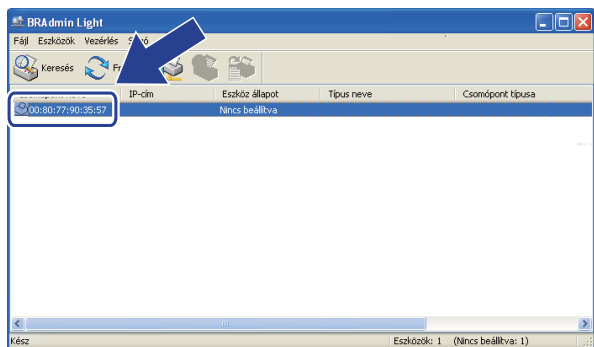 BRAdmin Light
Fájl Eszközök Vezérlés
Keresés
IP-cím Eszköz állapot Típus neve Csomópont típusa
00:80:77:90:35:57 Nincs beállítva
Kész Eszközök: 1 (Nincs beállítva: 1)